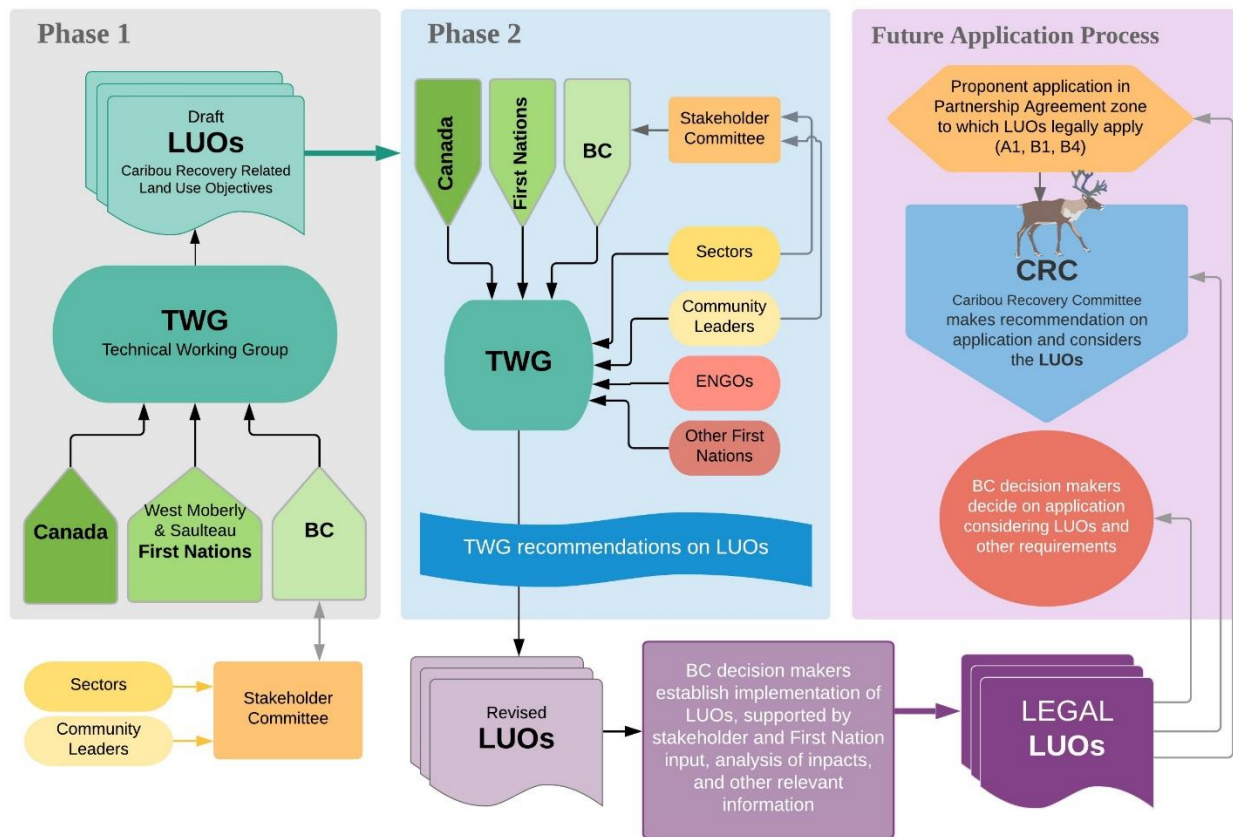 Phase 1
Draft
LUOs
Caribou Recovery Related
Land Use Objectives
TWG
Technical Working Group
Canada
West Moberly
& Saulteau
First Nations
BC
Sectors
Community
Leaders
Stakeholder
Committee
Phase 2
Canada
First Nations
BC
Stakeholder
Committee
Sectors
Community
Leaders
TWG
ENGOs
Other First
Nations
TWG recommendations on LUOs
Revised
LUOs
BC decision makers
establish implementation of
LUOs, supported by
stakeholder and First Nation
input, analysis of inpacts,
and other relevant
information
LEGAL
LUOs
Future Application Process
Proponent application in
Partnership Agreement zone
to which LUOs legally apply
(A1, B1, B4)
CRC
Caribou Recovery Committee
makes recommendation on
application and considers
the LUOs
BC decision makers
decide on application
considering LUOs and
other requirements